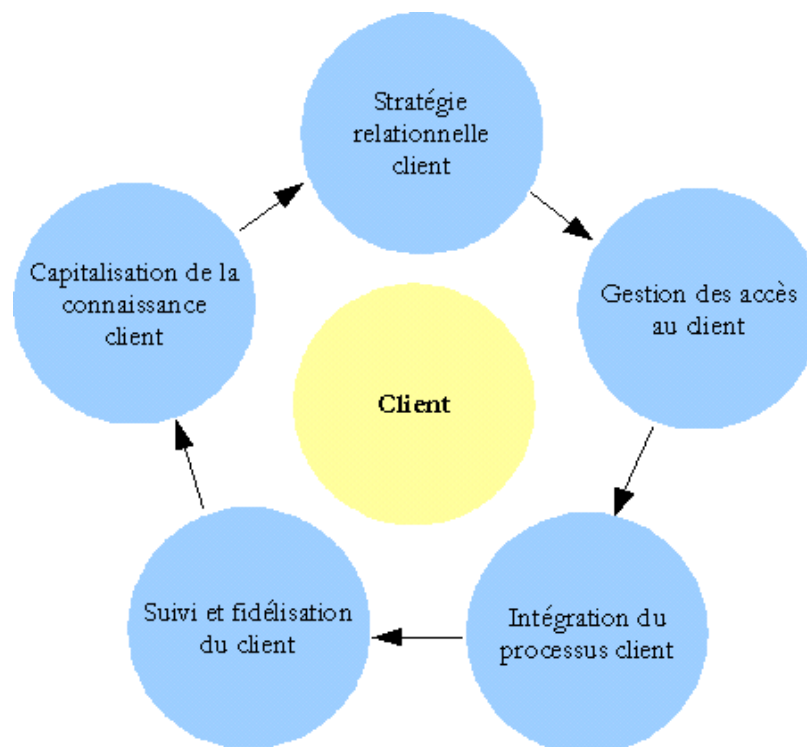 Stratégie
relationnelle
client
Gestion des accès
au client
Intégration du
processus client
Suivi et fidélisation
du client
Capitalisation de la
connaissance
client
Client